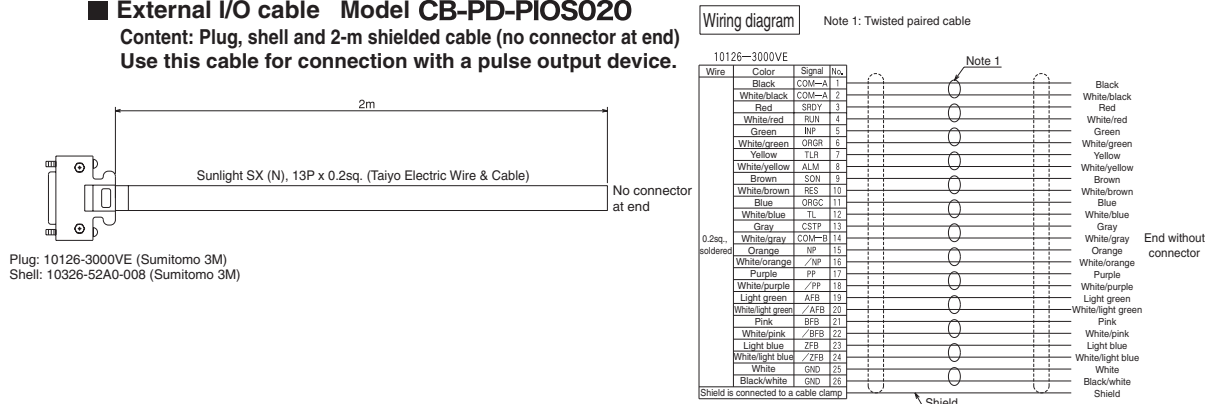 ■ External I/O cable Model CB-PD-PIOS020
Content: Plug, shell and 2-m shielded cable (no connector at end)
Use this cable for connection with a pulse output device.
2m
Sunlight SX (N), 13P x 0.2sq. (Taiyo Electric Wire & Cable)
No connector
at end
Plug: 10126-3000VE (Sumitomo 3M)
Shell: 10326-52A0-008 (Sumitomo 3M)
Wiring diagram
Note 1: Twisted paired cable
10126-3000VE
Note 1
Wire Color Signal No.
Black COM-A 1 Black
White/black COM-A 2 White/black
Red SRDY 3 Red
White/red RUN 4 White/red
Green INP 5 Green
White/green ORGR 6 White/green
Yellow TLR 7 Yellow
White/yellow ALM 8 White/yellow
Brown SON 9 Brown
White/brown RES 10 White/brown
Blue ORGC 11 Blue
White/blue TL 12 White/blue
Gray CSTP 13 Gray
0.2sq., White/gray COM-B 14 White/gray End without
soldered Orange NP 15 Orange connector
White/orange /NP 16 White/orange
Purple PP 17 Purple
White/purple /PP 18 White/purple
Light green AFB 19 Light green
White/light green /AFB 20 White/light green
Pink BFB 21 Pink
White/pink /BFB 22 White/pink
Light blue ZFB 23 Light blue
White/light blue /ZFB 24 White/light blue
White GND 25 White
Black/white GND 26 Black/white
Shield is connected to a cable clamp Shield
Shield